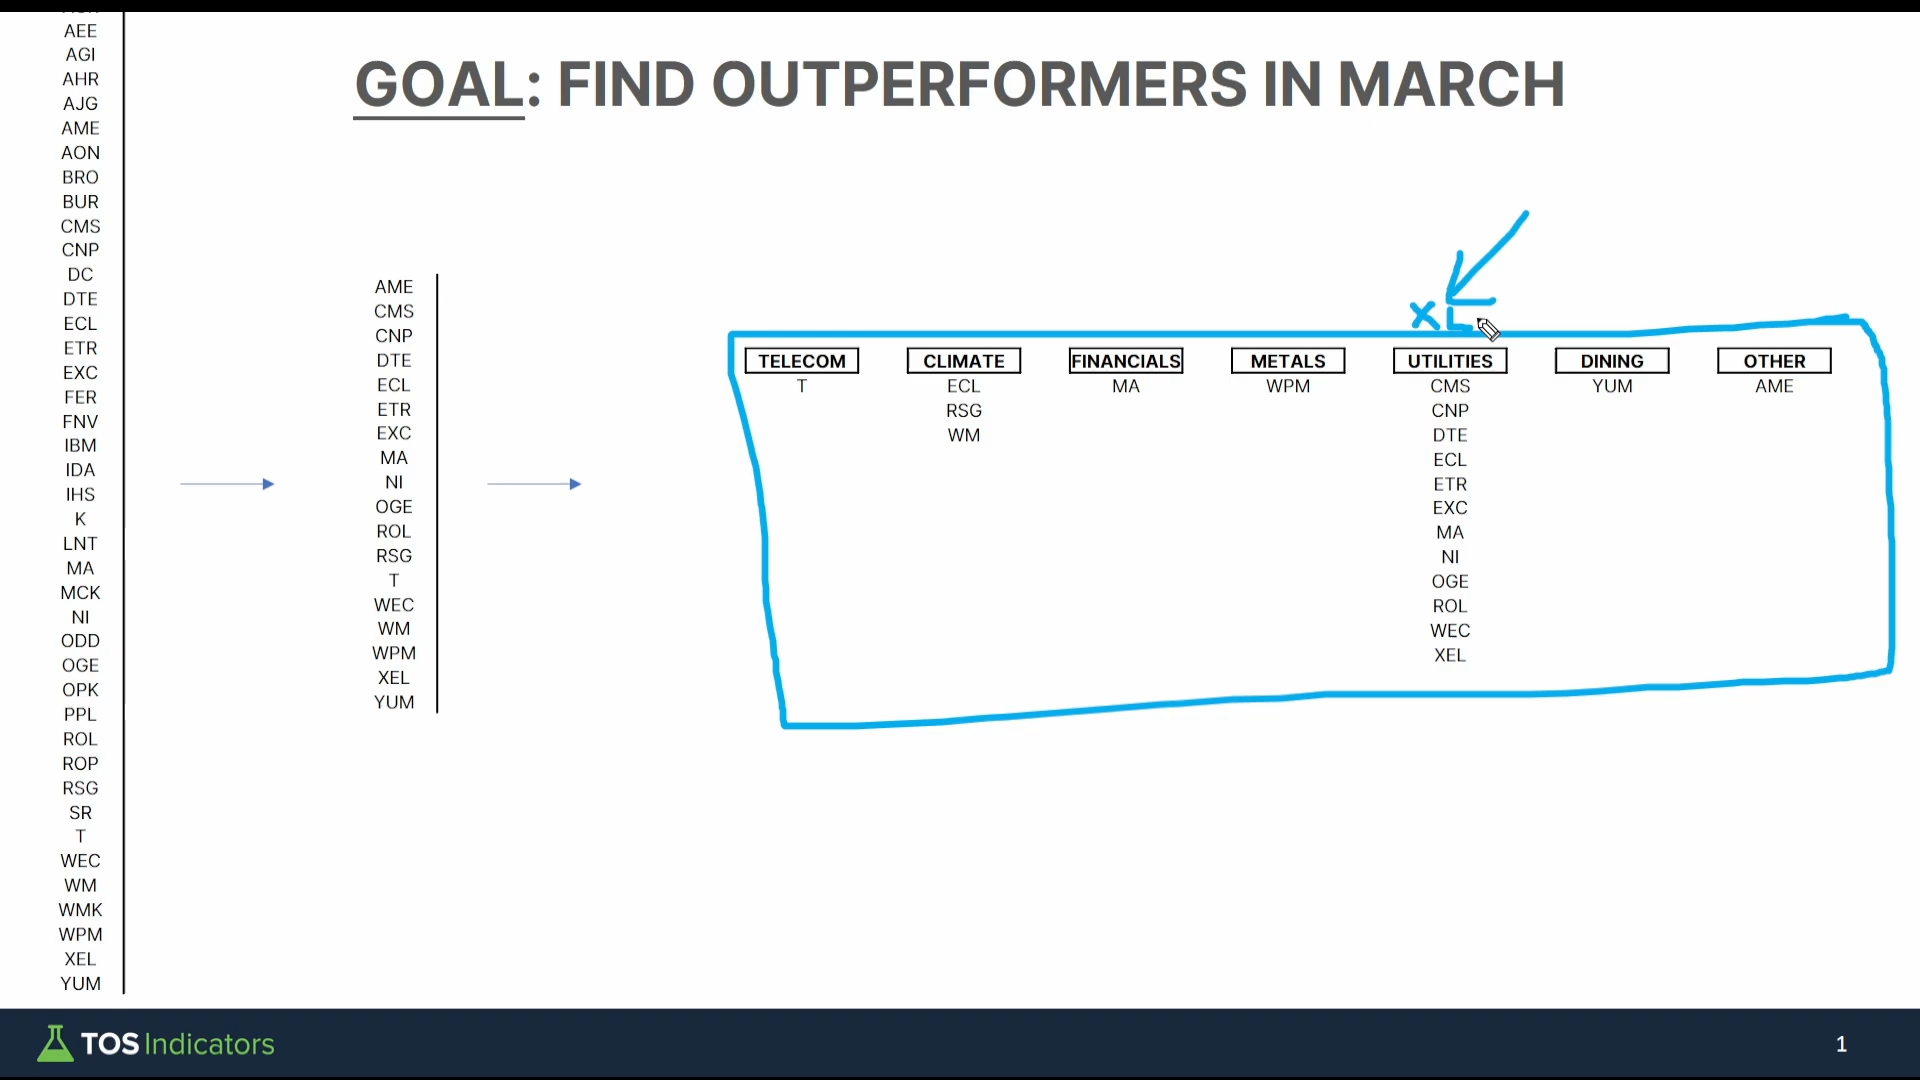 GOAL: FIND OUTPERFORMERS IN MARCH
AEE
AGI
AHR
AJG
AME
AON
BRO
BUR
CMS
CNP
DC
DTE
ECL
ETR
EXC
FER
FNV
IBM
IDA
IHS
K
LNT
MA
MCK
NI
ODD
OGE
OPK
PPL
ROL
ROP
RSG
SR
T
WEC
WM
WMK
WPM
XEL
YUM
AME
CMS
CNP
DTE
ECL
ETR
EXC
MA
NI
OGE
ROL
RSG
T
WEC
WM
WPM
XEL
YUM
XL
TELECOM
T
CLIMATE
ECL
RSG
WM
FINANCIALS
MA
METALS
WPM
UTILITIES
CMS
CNP
DTE
ECL
ETR
EXC
MA
NI
OGE
ROL
WEC
XEL
DINING
YUM
OTHER
AME
TOS Indicators
1